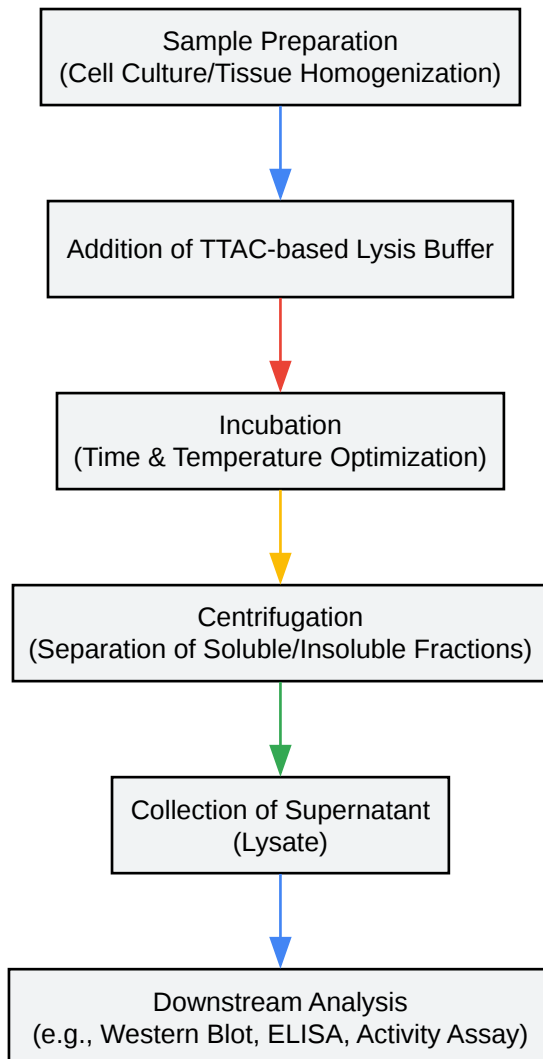 Sample Preparation
(Cell Culture/Tissue Homogenization)
Addition of TTAC-based Lysis Buffer
Incubation
(Time & Temperature Optimization)
Centrifugation
(Separation of Soluble/Insoluble Fractions)
Collection of Supernatant
(Lysate)
Downstream Analysis
(e.g., Western Blot, ELISA, Activity Assay)